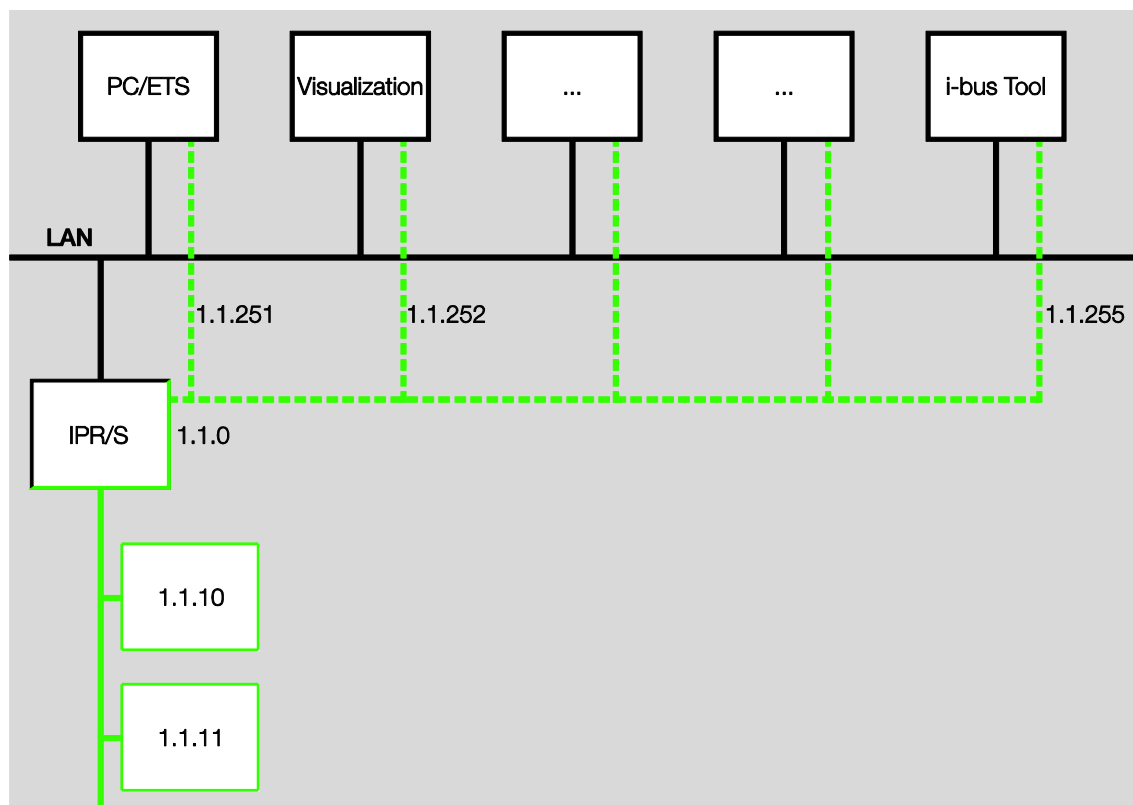 PC/ETS
Visualization
...
...
i-bus Tool
LAN
1.1.251
1.1.252
1.1.255
IPR/S
1.1.0
1.1.10
1.1.11